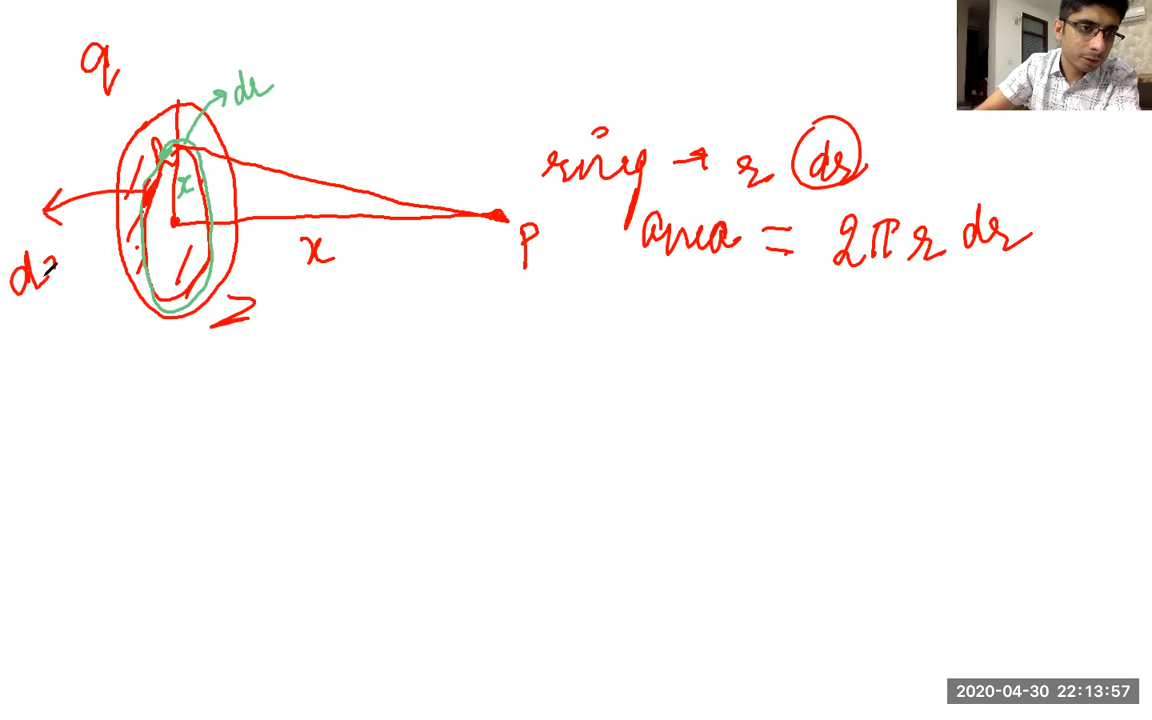 q
dr
ring → r dr
r
area = 2πr dr
x
P
2020-04-30 22:13:57